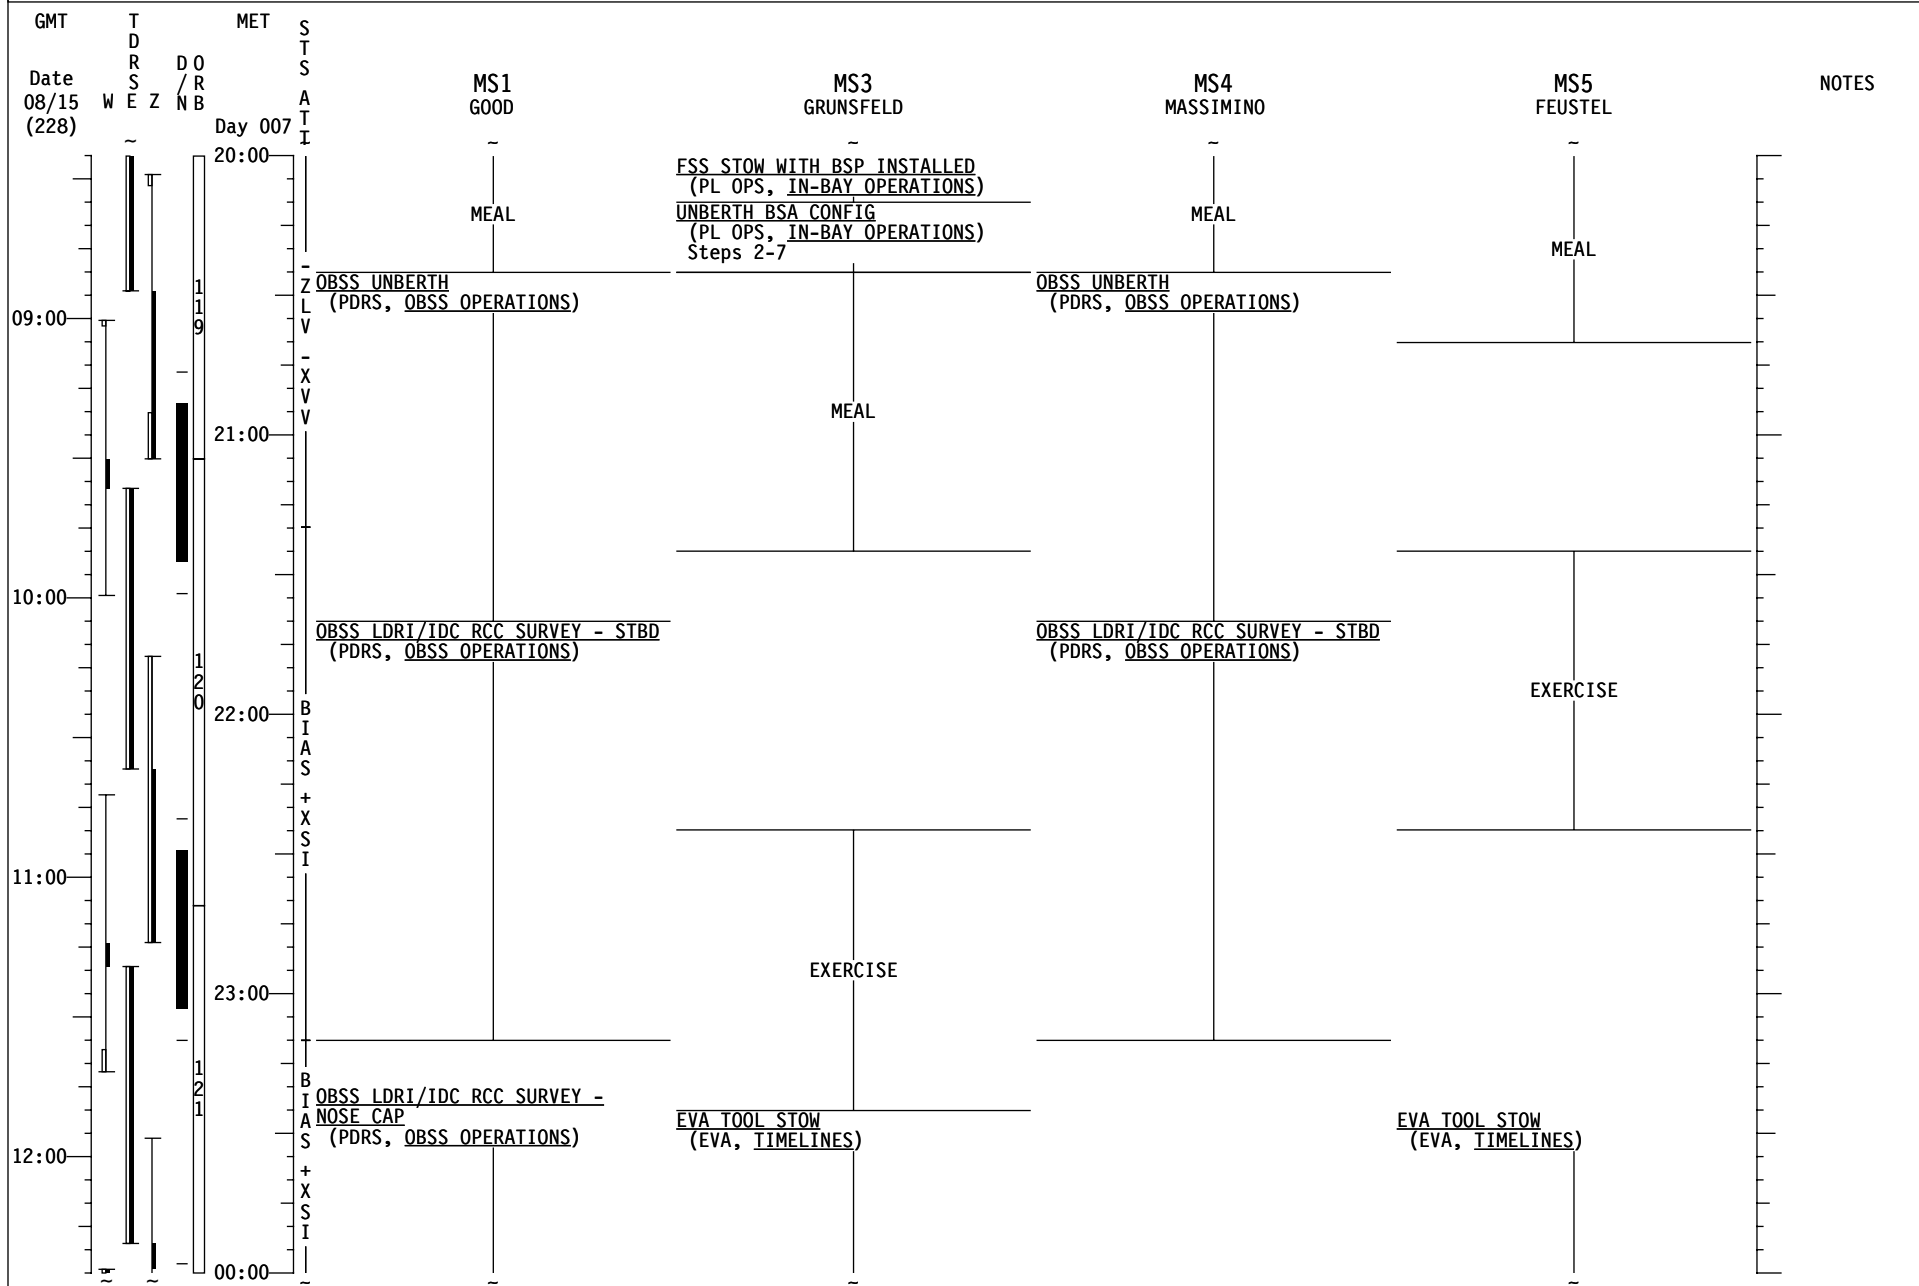 GMT
TDRS
MET
STS ATT
D/N
ORB
Date
08/15
(228)
W E Z
Day 007
MS1
GOOD
MS3
GRUNSFELD
MS4
MASSIMINO
MS5
FEUSTEL
NOTES
~
~
~
~
~
~
20:00
FSS STOW WITH BSP INSTALLED
(PL OPS, IN-BAY OPERATIONS)
MEAL
UNBERTH BSA CONFIG
(PL OPS, IN-BAY OPERATIONS)
Steps 2-7
MEAL
MEAL
-ZLV -XVV
119
OBSS UNBERTH
(PDRS, OBSS OPERATIONS)
OBSS UNBERTH
(PDRS, OBSS OPERATIONS)
09:00
MEAL
21:00
10:00
OBSS LDRI/IDC RCC SURVEY - STBD
(PDRS, OBSS OPERATIONS)
OBSS LDRI/IDC RCC SURVEY - STBD
(PDRS, OBSS OPERATIONS)
120
EXERCISE
22:00
BIAS +XSI
11:00
EXERCISE
23:00
121
BIAS +XSI
OBSS LDRI/IDC RCC SURVEY -
NOSE CAP
(PDRS, OBSS OPERATIONS)
EVA TOOL STOW
(EVA, TIMELINES)
EVA TOOL STOW
(EVA, TIMELINES)
12:00
00:00
~
~
~
~
~
~